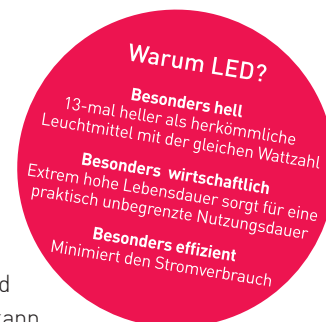 Warum LED?
Besonders hell
13-mal heller als herkömmliche
Leuchtmittel mit der gleichen Wattzahl
Besonders wirtschaftlich
Extrem hohe Lebensdauer sorgt für eine
praktisch unbegrenzte Nutzungsdauer
Besonders effizient
Minimiert den Stromverbrauch